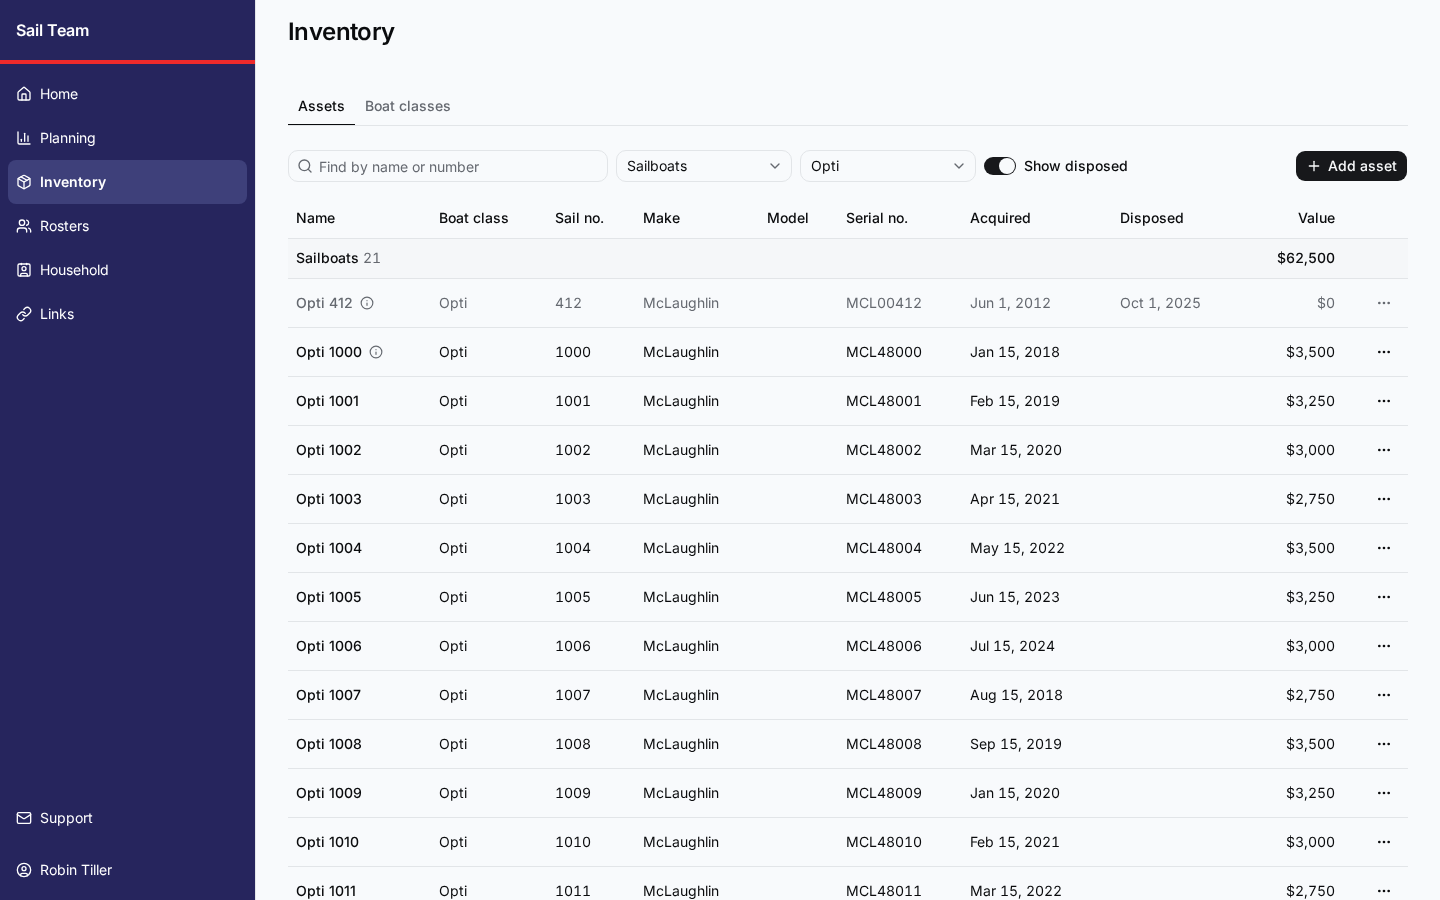 Sail Team
Home
Planning
Inventory
Rosters
Household
Links
Support
Robin Tiller
Inventory
Assets Boat classes
Find by name or number Sailboats Opti Show disposed Add asset
Name Boat class Sail no. Make Model Serial no. Acquired Disposed Value
Sailboats 21 $62,500
Opti 412 Opti 412 McLaughlin MCL00412 Jun 1, 2012 Oct 1, 2025 $0
Opti 1000 Opti 1000 McLaughlin MCL48000 Jan 15, 2018 $3,500
Opti 1001 Opti 1001 McLaughlin MCL48001 Feb 15, 2019 $3,250
Opti 1002 Opti 1002 McLaughlin MCL48002 Mar 15, 2020 $3,000
Opti 1003 Opti 1003 McLaughlin MCL48003 Apr 15, 2021 $2,750
Opti 1004 Opti 1004 McLaughlin MCL48004 May 15, 2022 $3,500
Opti 1005 Opti 1005 McLaughlin MCL48005 Jun 15, 2023 $3,250
Opti 1006 Opti 1006 McLaughlin MCL48006 Jul 15, 2024 $3,000
Opti 1007 Opti 1007 McLaughlin MCL48007 Aug 15, 2018 $2,750
Opti 1008 Opti 1008 McLaughlin MCL48008 Sep 15, 2019 $3,500
Opti 1009 Opti 1009 McLaughlin MCL48009 Jan 15, 2020 $3,250
Opti 1010 Opti 1010 McLaughlin MCL48010 Feb 15, 2021 $3,000
Opti 1011 Opti 1011 McLaughlin MCL48011 Mar 15, 2022 $2,750